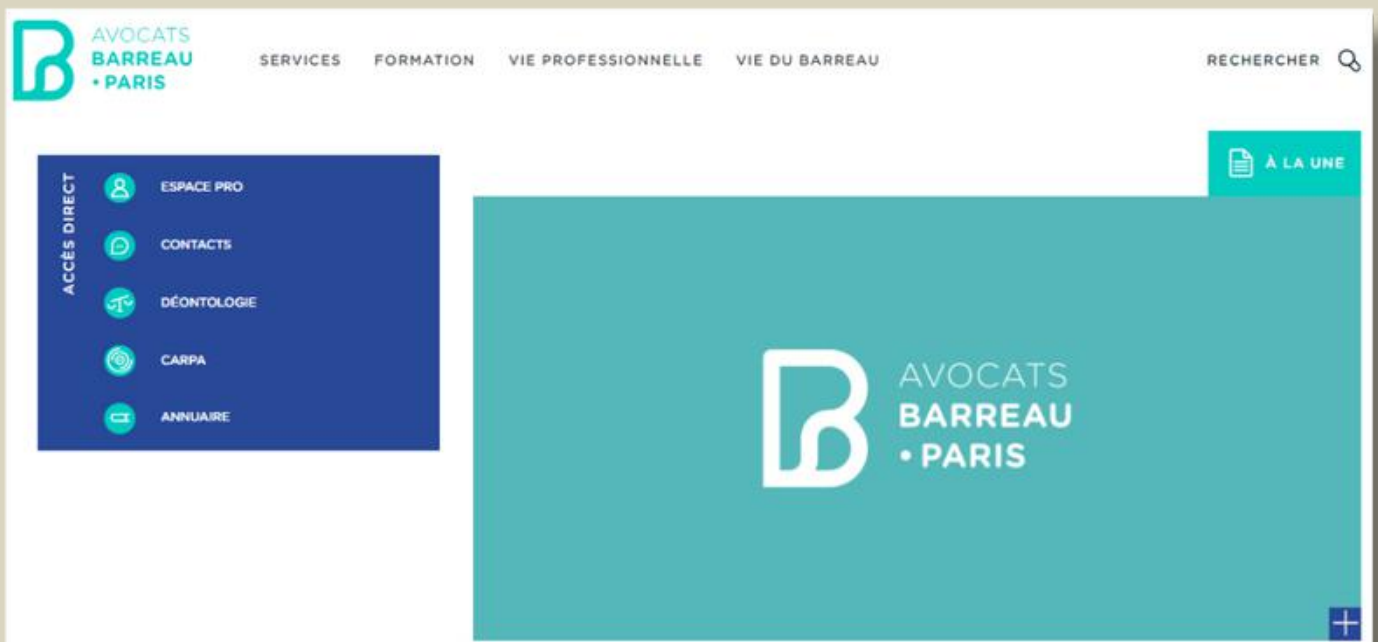 AVOCATS
BARREAU
• PARIS
SERVICES FORMATION VIE PROFESSIONNELLE VIE DU BARREAU
RECHERCHER
À LA UNE
ACCÈS DIRECT
ESPACE PRO
CONTACTS
DÉONTOLOGIE
CARPA
ANNUAIRE
AVOCATS
BARREAU
• PARIS